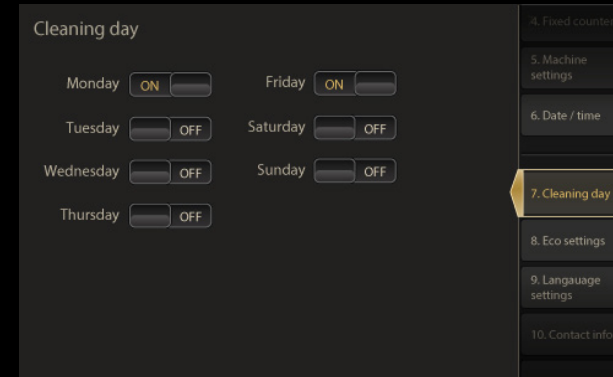 Cleaning day
Monday ON
Friday ON
Tuesday OFF
Saturday OFF
Wednesday OFF
Sunday OFF
Thursday OFF
4. Fixed counter
5. Machine
settings
6. Date / time
7. Cleaning day
8. Eco settings
9. Langauage
settings
10. Contact info